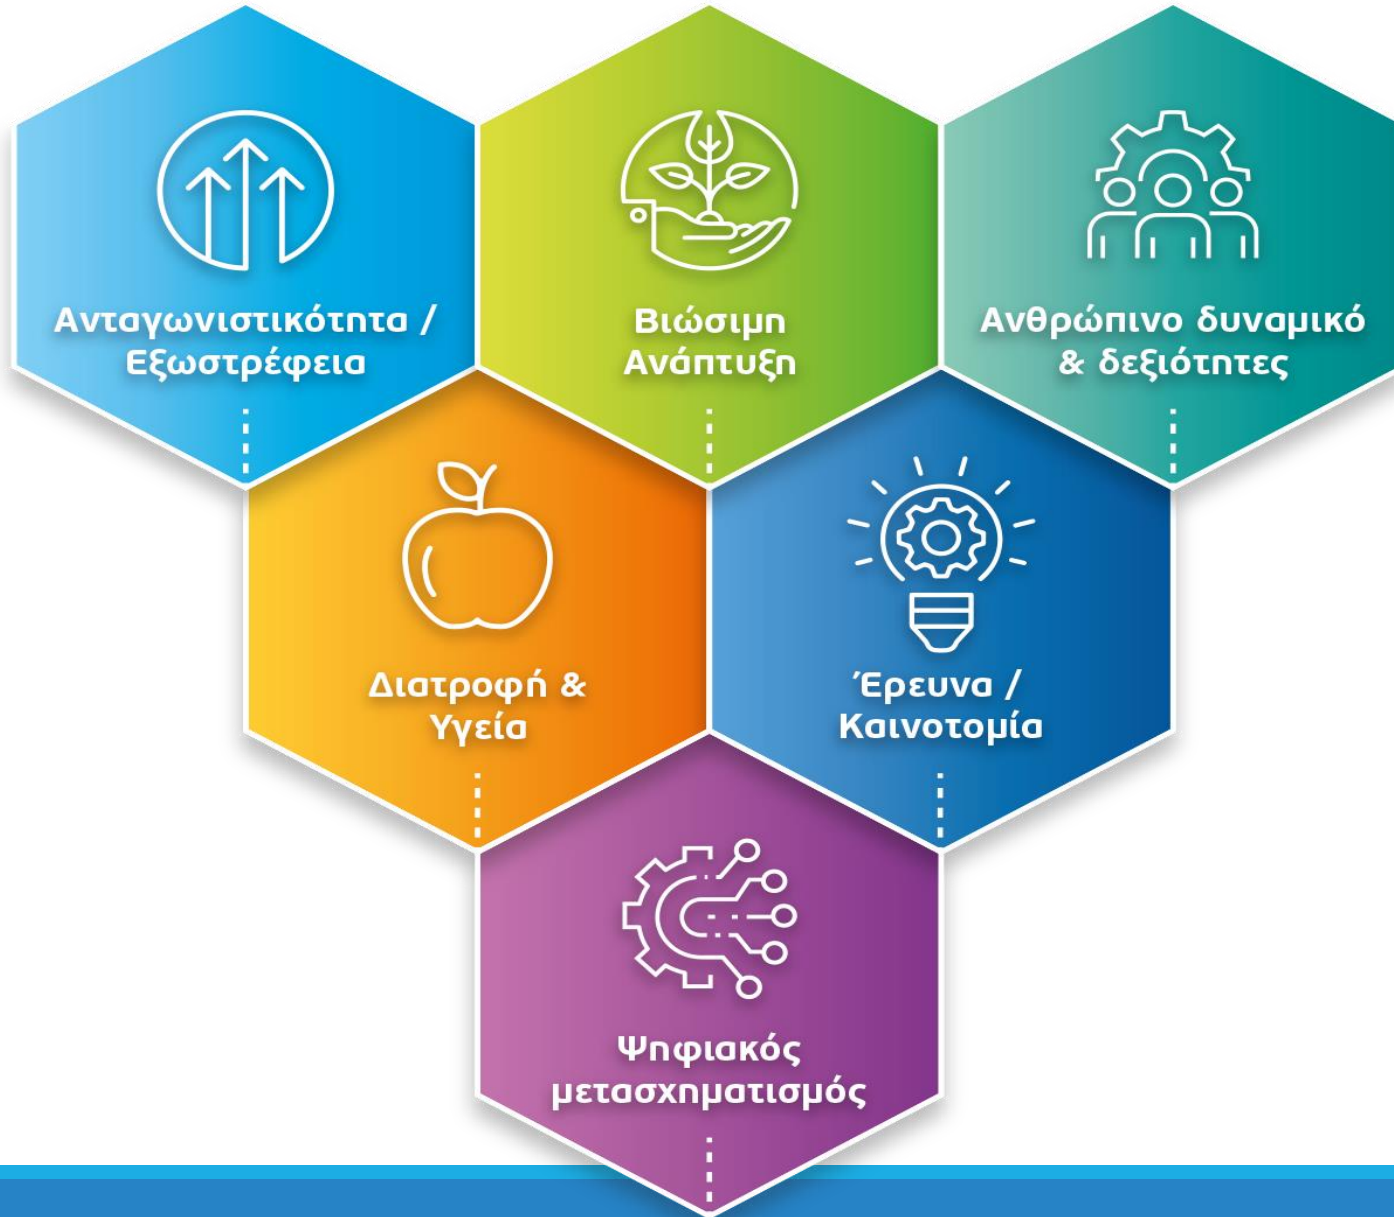 Ανταγωνιστικότητα /
Εξωστρέφεια
Βιώσιμη
Ανάπτυξη
Ανθρώπινο δυναμικό
& δεξιότητες
Διατροφή &
Υγεία
Έρευνα /
Καινοτομία
Ψηφιακός
μετασχηματισμός